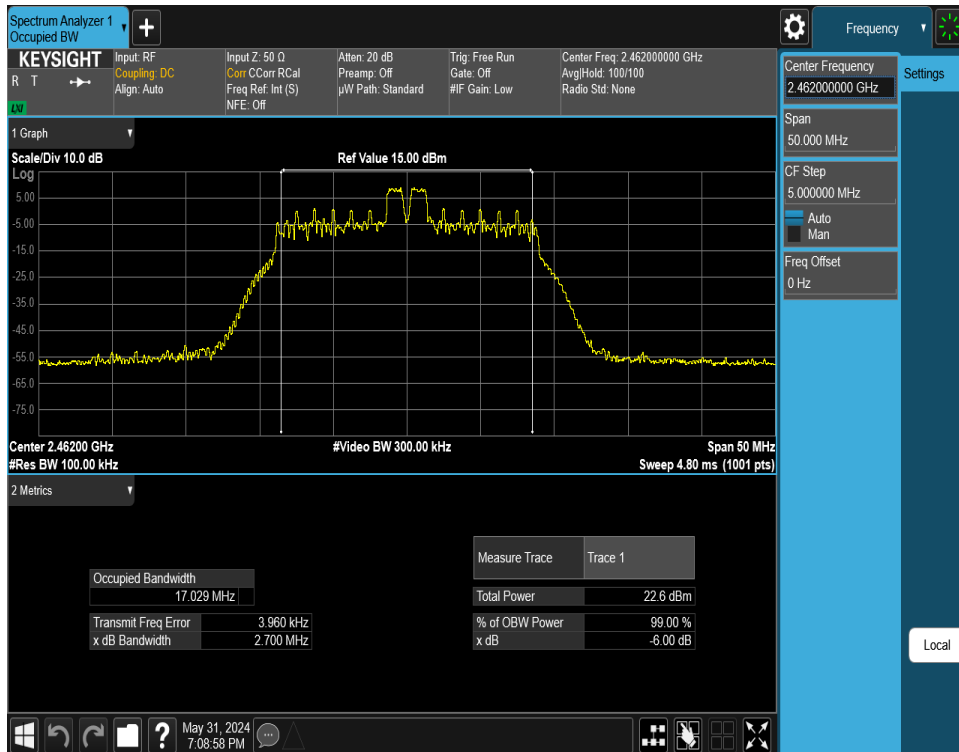 Spectrum Analyzer 1
Occupied BW
+
Frequency
KEYSIGHT
R T
LXI
Input: RF
Coupling: DC
Align: Auto
Input Z: 50 Ω
Corr CCorr RCal
Freq Ref: Int (S)
NFE: Off
Atten: 20 dB
Preamp: Off
µW Path: Standard
Trig: Free Run
Gate: Off
#IF Gain: Low
Center Freq: 2.462000000 GHz
Avg|Hold: 100/100
Radio Std: None
Center Frequency
2.462000000 GHz
Settings
Span
50.000 MHz
CF Step
5.000000 MHz
Auto
Man
Freq Offset
0 Hz
Local
1 Graph
Scale/Div 10.0 dB
Ref Value 15.00 dBm
Log
5.00
-5.00
-15.0
-25.0
-35.0
-45.0
-55.0
-65.0
-75.0
Center 2.46200 GHz
#Video BW 300.00 kHz
Span 50 MHz
#Res BW 100.00 kHz
Sweep 4.80 ms (1001 pts)
2 Metrics
Occupied Bandwidth
17.029 MHz
Transmit Freq Error 3.960 kHz
x dB Bandwidth 2.700 MHz
Measure Trace Trace 1
Total Power 22.6 dBm
% of OBW Power 99.00 %
x dB -6.00 dB
?
May 31, 2024
7:08:58 PM